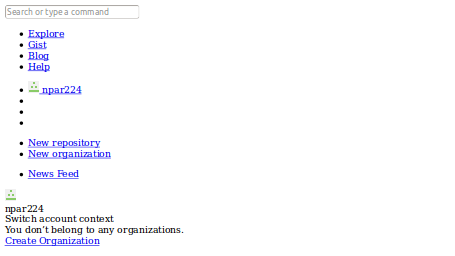 Search or type a command
Explore
Gist
Blog
Help
npar224
New repository
New organization
News Feed
npar224
Switch account context
You don't belong to any organizations.
Create Organization